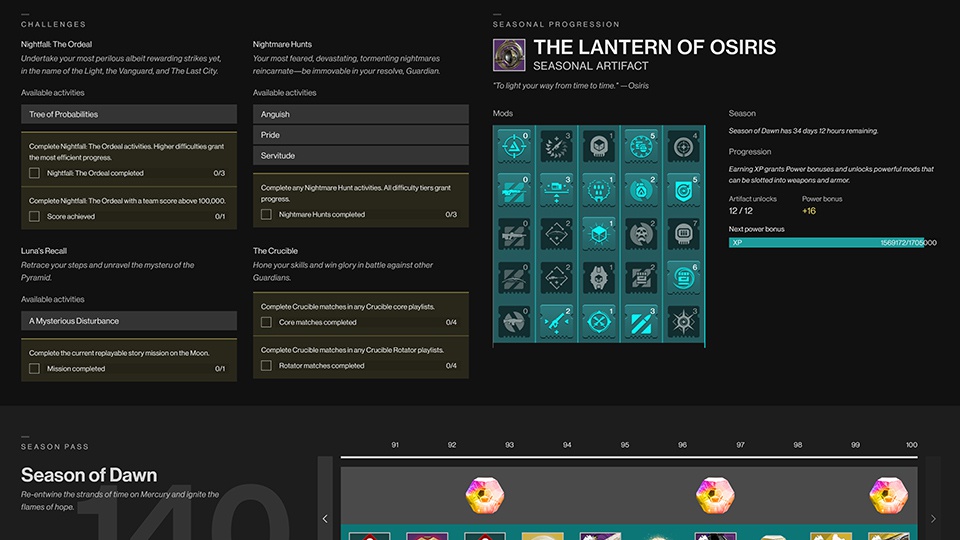 CHALLENGES
Nightfall: The Ordeal
Undertake your most perilous albeit rewarding strikes yet,
in the name of the Light, the Vanguard, and The Last City.
Available activities
Tree of Probabilities
Complete Nightfall: The Ordeal activities. Higher difficulties grant
the most efficient progress.
Nightfall: The Ordeal completed 0/3
Complete Nightfall: The Ordeal with a team score above 100,000.
Score achieved 0/1
Luna's Recall
Retrace your steps and unravel the mysteru of the
Pyramid.
Available activities
A Mysterious Disturbance
Complete the current replayable story mission on the Moon.
Mission completed 0/1
Nightmare Hunts
Your most feared, devastating, tormenting nightmares
reincarnate—be immovable in your resolve, Guardian.
Available activities
Anguish
Pride
Servitude
Complete any Nightmare Hunt activities. All difficulty tiers grant
progress.
Nightmare Hunts completed 0/3
The Crucible
Hone your skills and win glory in battle against other
Guardians.
Complete Crucible matches in any Crucible core playlists.
Core matches completed 0/4
Complete Crucible matches in any Crucible Rotator playlists.
Rotator matches completed 0/4
SEASONAL PROGRESSION
THE LANTERN OF OSIRIS
SEASONAL ARTIFACT
"To light your way from time to time." —Osiris
Mods
0 3 1 5 4
0 3 1 2 5
0 2 1 2 7
0 2 1 2 6
0 2 1 3 3
Season
Season of Dawn has 34 days 12 hours remaining.
Progression
Earning XP grants Power bonuses and unlocks powerful mods that
can be slotted into weapons and armor.
Artifact unlocks Power bonus
12 / 12 +16
Next power bonus
XP 1569172/1705000
SEASON PASS
Season of Dawn
Re-entwine the strands of time on Mercury and ignite the
flames of hope.
140
91 92 93 94 95 96 97 98 99 100